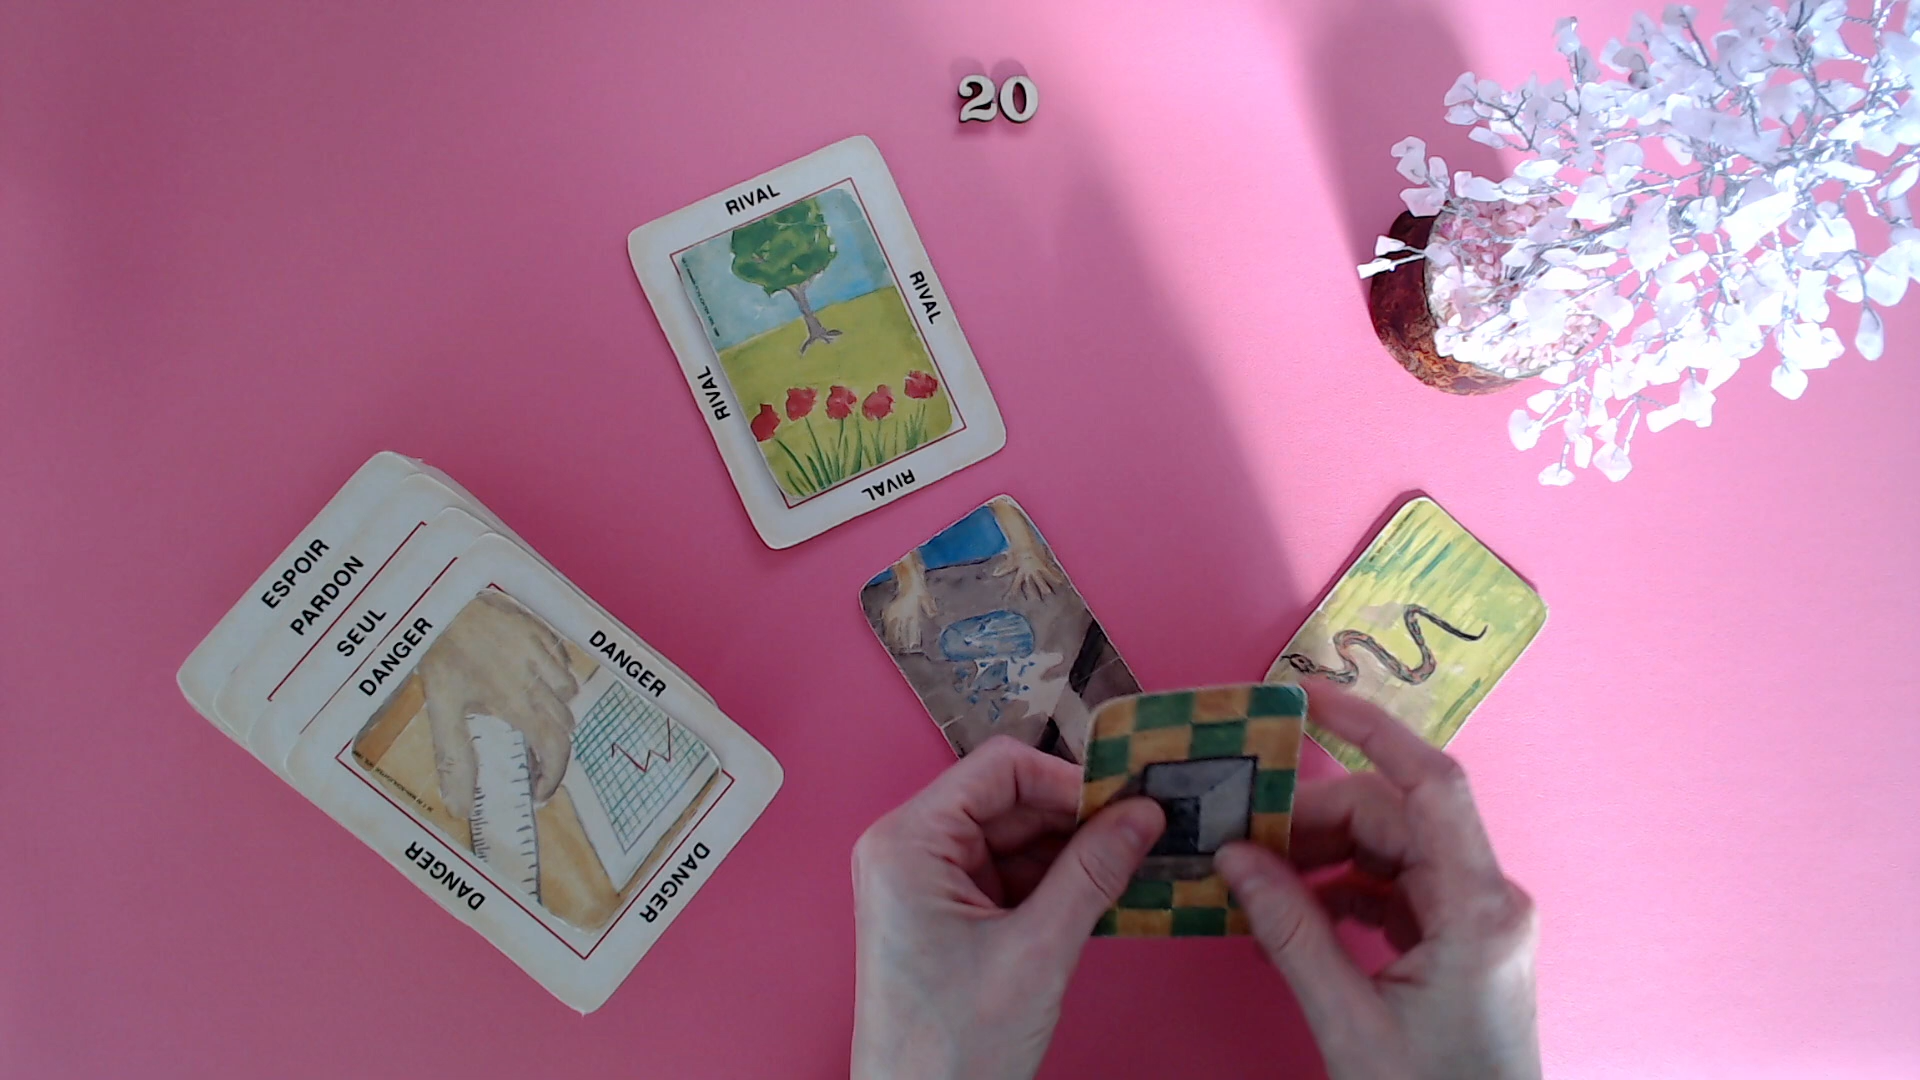 20
RIVAL
RIVAL
RIVAL
RIVAL
ESPOIR
PARDON
SEUL
DANGER
DANGER
DANGER
DANGER